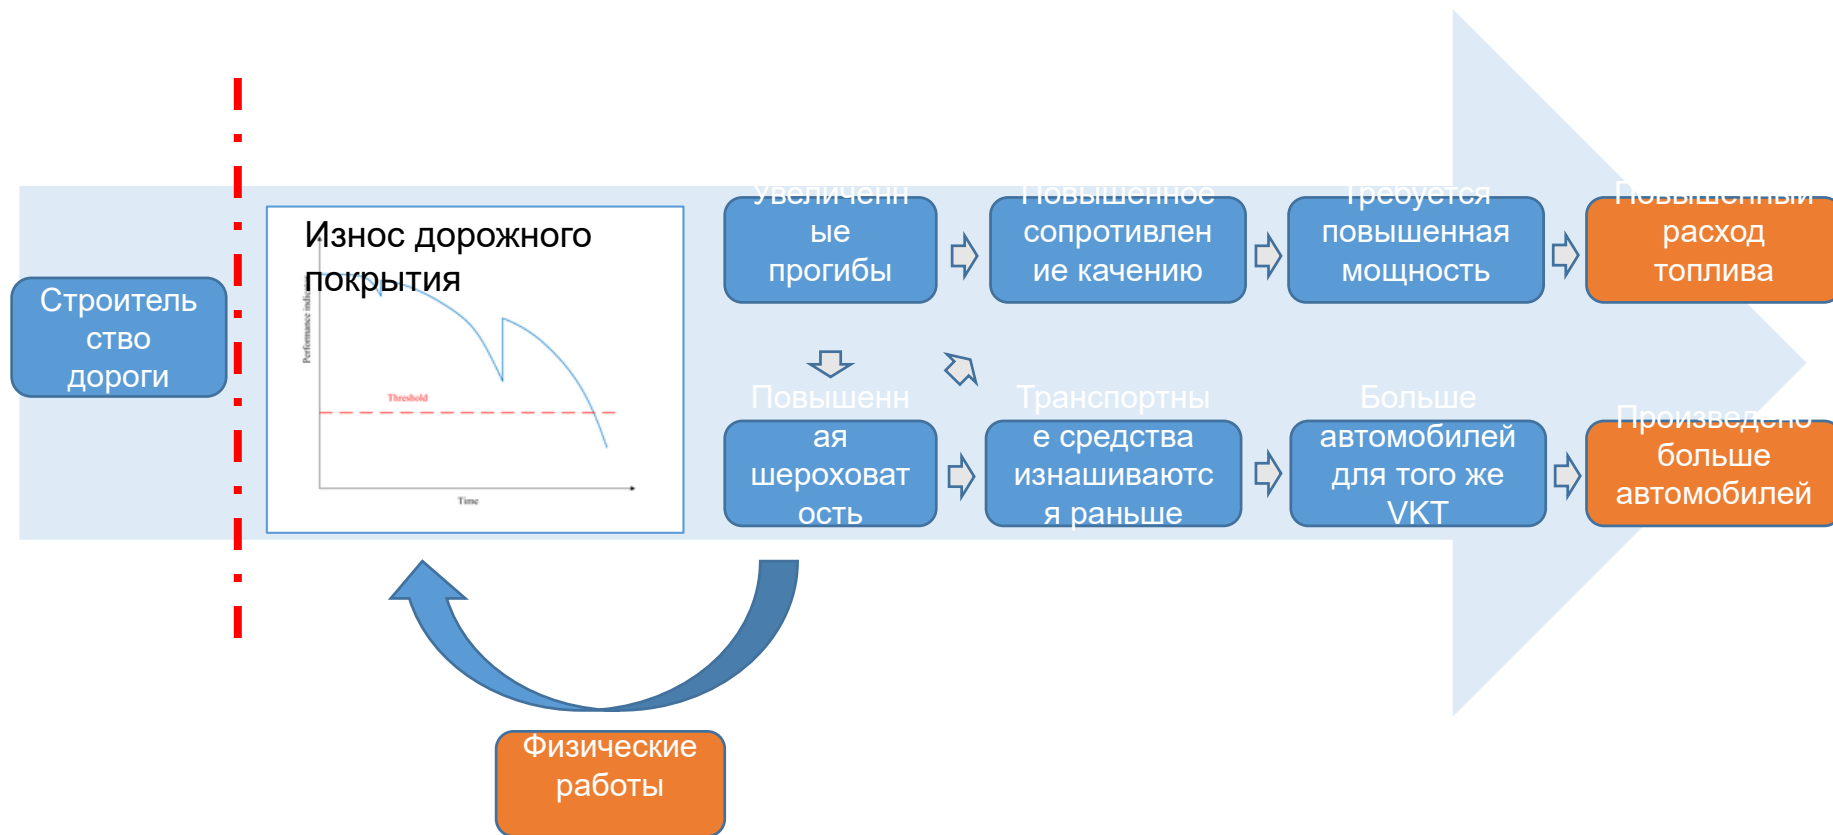 Строитель
ство
дороги
Износ дорожного
покрытия
Performance indicator
Threshold
Time
Увеличенн
ые
прогибы
Повышенное
сопротивлен
ие качению
Требуется
повышенная
мощность
Повышенный
расход
топлива
Повышенн
ая
шероховат
ость
Транспортны
е средства
изнашиваютс
я раньше
Больше
автомобилей
для того же
VKT
Произведено
больше
автомобилей
Физические
работы